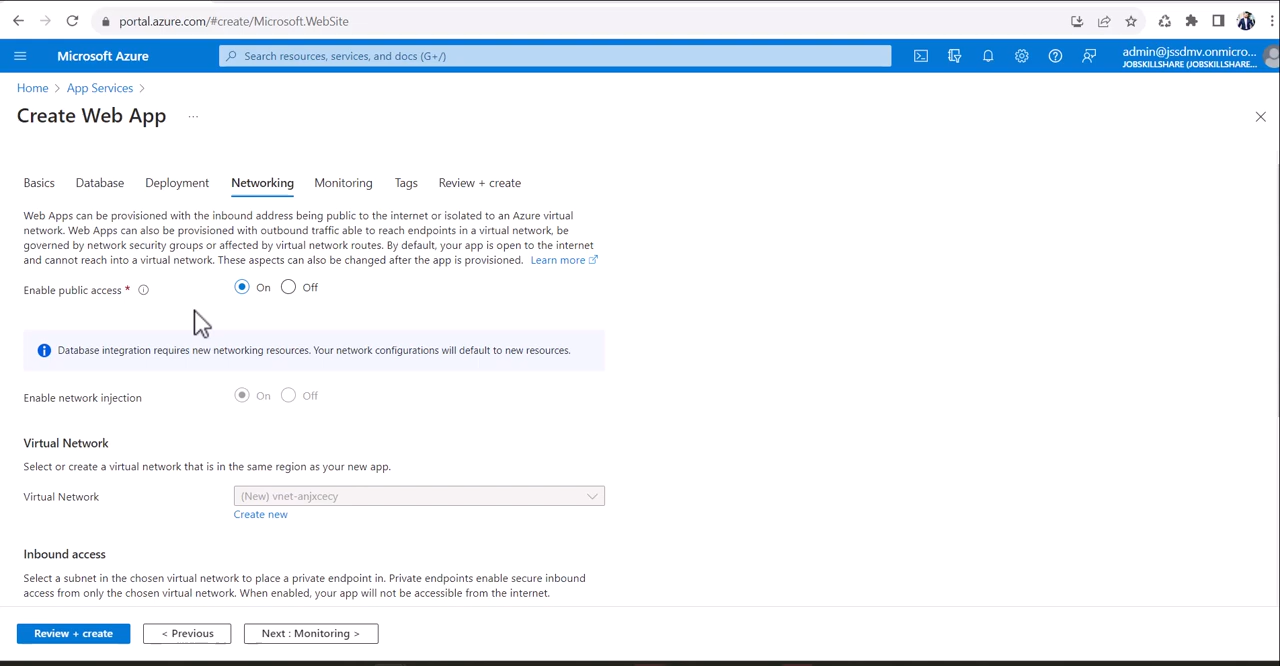 portal.azure.com/#create/Microsoft.WebSite
Microsoft Azure
Search resources, services, and docs (G+/)
admin@jssdmv.onmicro...
JOBSKILLSHARE (JOBSKILLSHARE...
Home > App Services >
Create Web App ...
Basics Database Deployment Networking Monitoring Tags Review + create
Web Apps can be provisioned with the inbound address being public to the internet or isolated to an Azure virtual
network. Web Apps can also be provisioned with outbound traffic able to reach endpoints in a virtual network, be
governed by network security groups or affected by virtual network routes. By default, your app is open to the internet
and cannot reach into a virtual network. These aspects can also be changed after the app is provisioned. Learn more
Enable public access * On Off
Database integration requires new networking resources. Your network configurations will default to new resources.
Enable network injection On Off
Virtual Network
Select or create a virtual network that is in the same region as your new app.
Virtual Network (New) vnet-anjxcecy
Create new
Inbound access
Select a subnet in the chosen virtual network to place a private endpoint in. Private endpoints enable secure inbound
access from only the chosen virtual network. When enabled, your app will not be accessible from the internet.
Review + create < Previous Next : Monitoring >